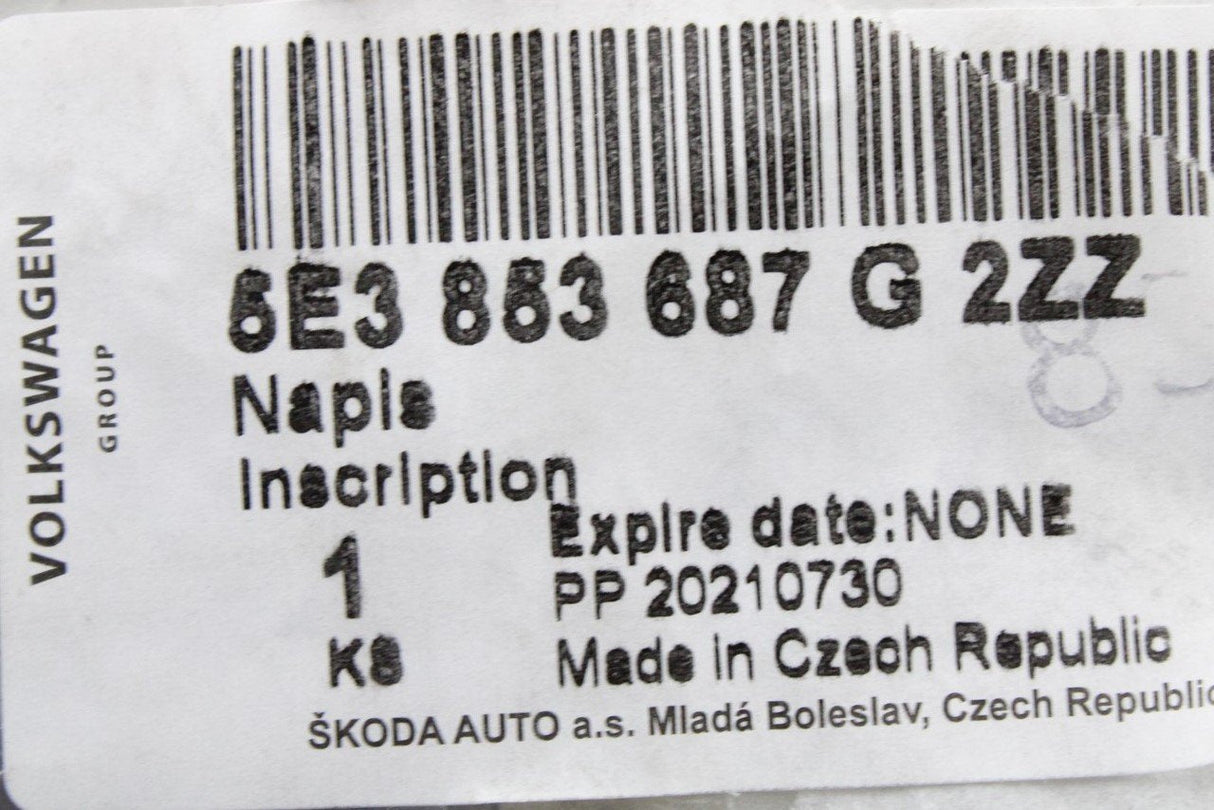 VOLKSWAGEN
GROUP
5E3 853 687 G 2ZZ
Napis
Inscription
Expire date:NONE
1
PP 20210730
KS
Made in Czech Republic
ŠKODA AUTO a.s. Mladá Boleslav, Czech Republic